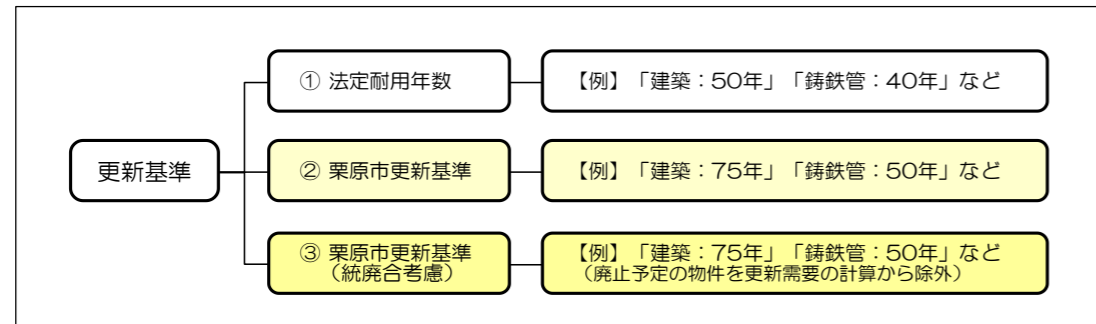 更新基準
① 法定耐用年数
【例】「建築:50年」「鋳鉄管:40年」など
② 栗原市更新基準
【例】「建築:75年」「鋳鉄管:50年」など
③ 栗原市更新基準
(統廃合考慮)
【例】「建築:75年」「鋳鉄管:50年」など
(廃止予定の物件を更新需要の計算から除外)